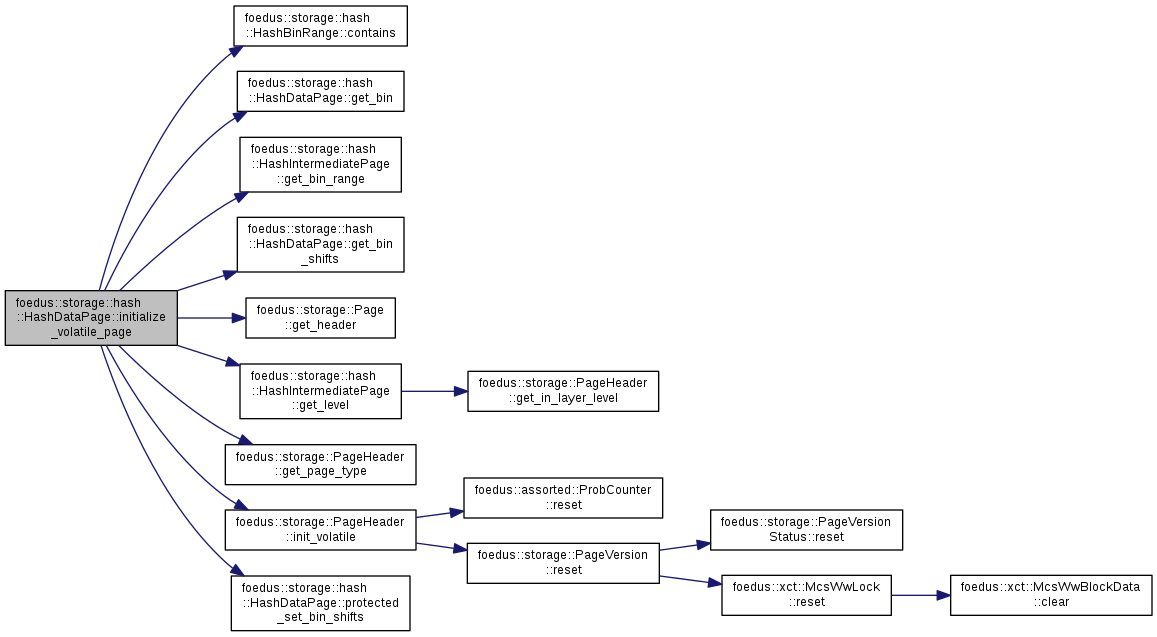 foedus::storage::hash
::HashBinRange::contains
foedus::storage::hash
::HashDataPage::get_bin
foedus::storage::hash
::HashIntermediatePage
::get_bin_range
foedus::storage::hash
::HashDataPage::get_bin
_shifts
foedus::storage::hash
::HashDataPage::initialize
_volatile_page
foedus::storage::Page
::get_header
foedus::storage::hash
::HashIntermediatePage
::get_level
foedus::storage::PageHeader
::get_in_layer_level
foedus::storage::PageHeader
::get_page_type
foedus::storage::PageHeader
::init_volatile
foedus::assorted::ProbCounter
::reset
foedus::storage::PageVersion
::reset
foedus::storage::PageVersion
Status::reset
foedus::xct::McsWwLock
::reset
foedus::xct::McsWwBlockData
::clear
foedus::storage::hash
::HashDataPage::protected
_set_bin_shifts